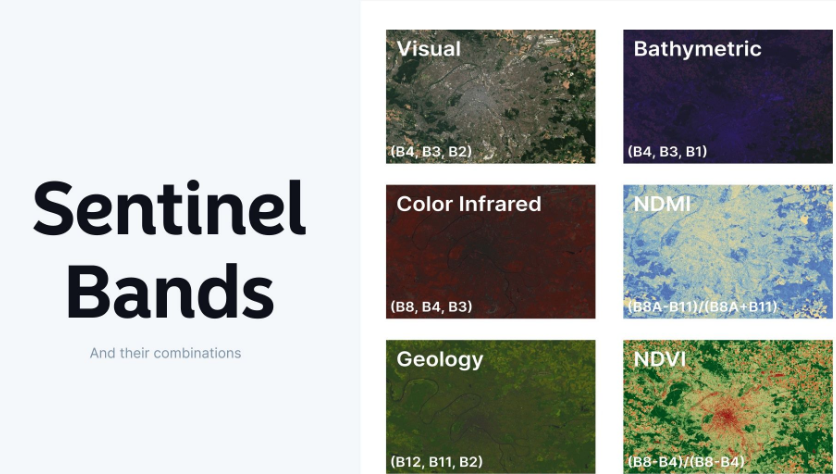 Sentinel
Bands
And their combinations
Visual
(B4, B3, B2)
Bathymetric
(B4, B3, B1)
Color Infrared
(B8, B4, B3)
NDMI
(B8A-B11)/(B8A+B11)
Geology
(B12, B11, B2)
NDVI
(B8-B4)/(B8-B4)